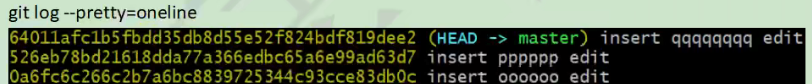 git log --pretty=oneline
64011afc1b5fbdd35db8d55e52f824bdf819dee2 (HEAD -> master) insert qqqqqqqq edit
526eb78bd21618dda77a366edbc65a6e99ad63d7 insert pppppp edit
0a6fc6c266c2b7a6bc8839725344c93cce83db0c insert oooooo edit